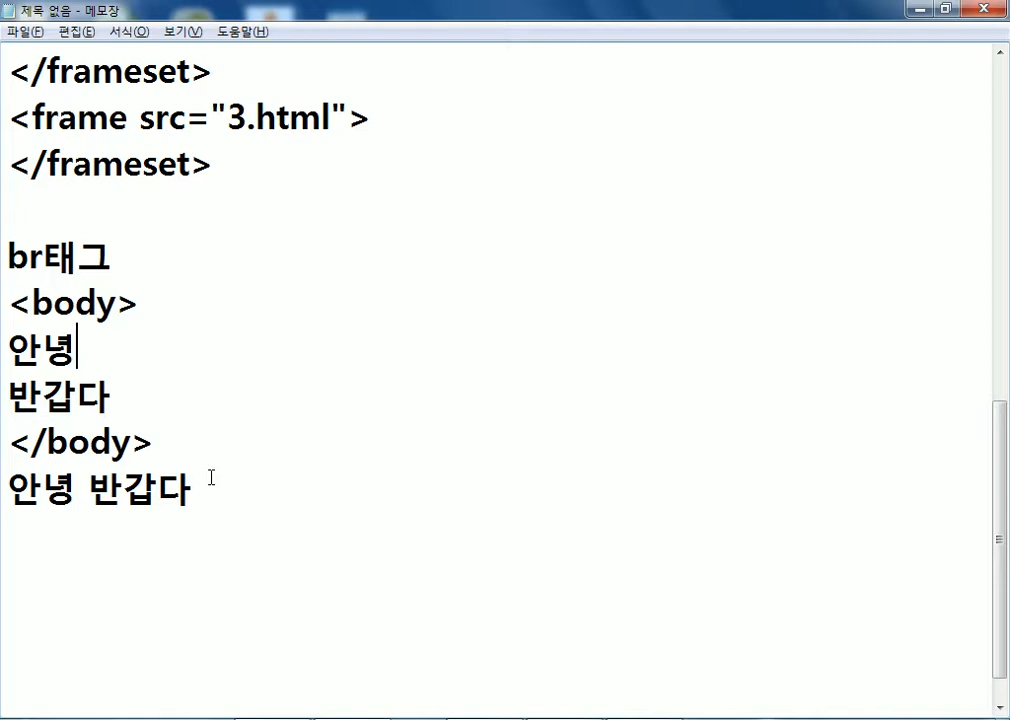 제목 없음 - 메모장
파일(F) 편집(E) 서식(O) 보기(V) 도움말(H)
</frameset>
<frame src="3.html">
</frameset>
br태그
<body>
안녕
반갑다
</body>
안녕 반갑다